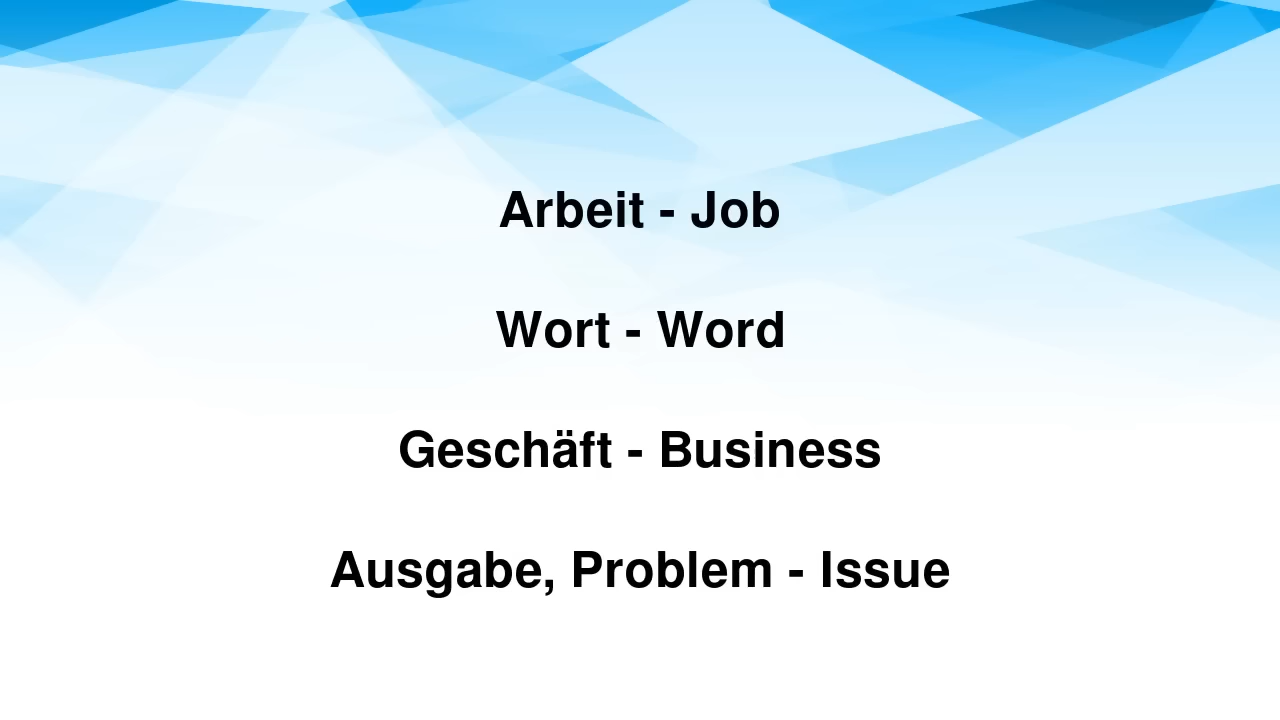 Arbeit - Job
Wort - Word
Geschäft - Business
Ausgabe, Problem - Issue